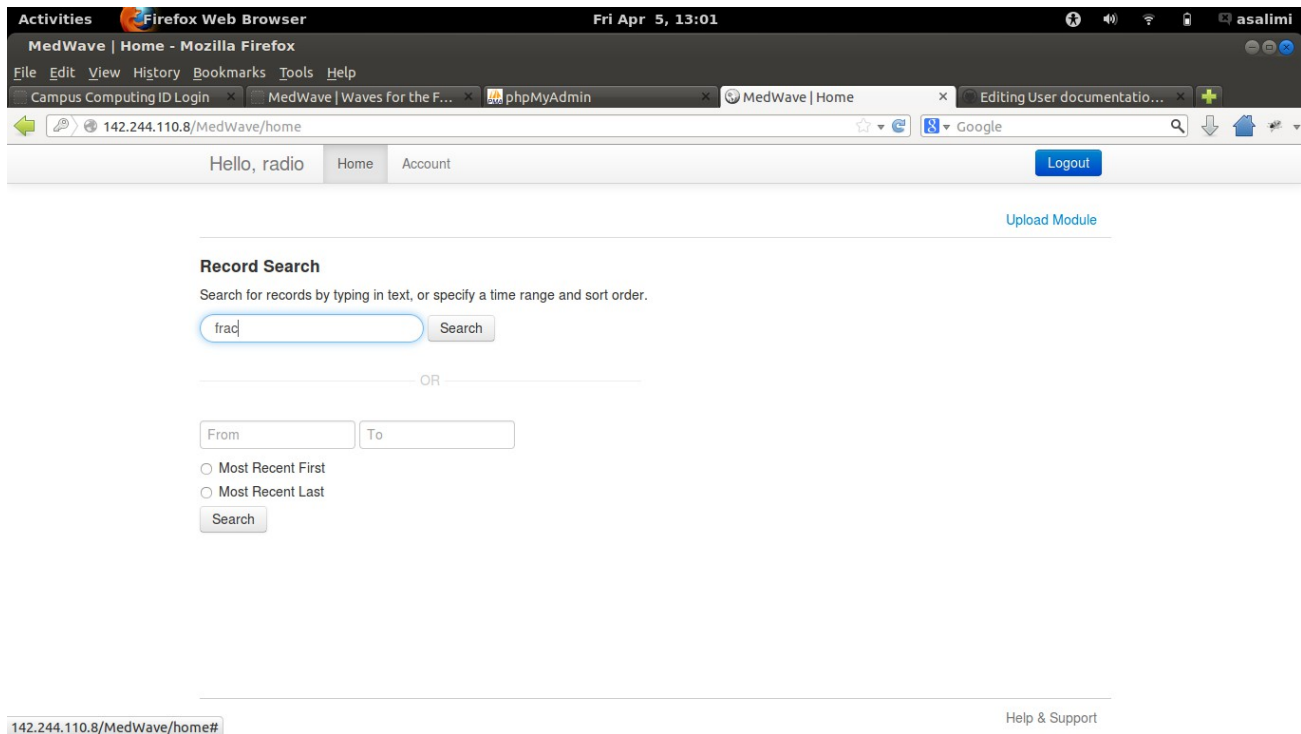 Activities Firefox Web Browser Fri Apr 5, 13:01 asalimi
MedWave | Home - Mozilla Firefox
File Edit View History Bookmarks Tools Help
Campus Computing ID Login MedWave | Waves for the F... phpMyAdmin MedWave | Home Editing User documentatio...
142.244.110.8/MedWave/home Google
Hello, radio Home Account Logout
Upload Module
Record Search
Search for records by typing in text, or specify a time range and sort order.
frac Search
OR
From To
Most Recent First
Most Recent Last
Search
Help & Support
142.244.110.8/MedWave/home#